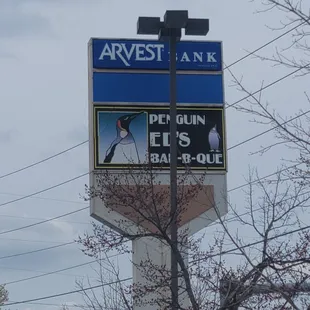 ARVEST BANK
PENGUIN
ED'S
BAR-B-QUE